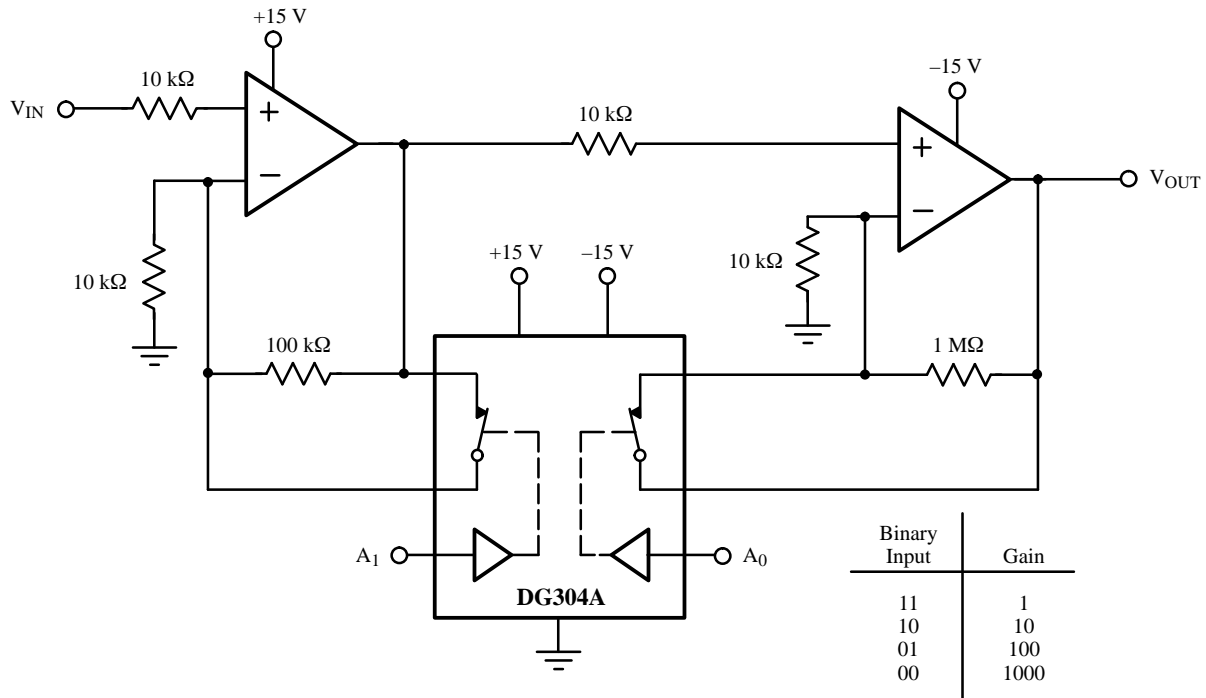 +15 V
–15 V
10 kΩ
V_IN
+
–
10 kΩ
+
–
V_OUT
10 kΩ
+15 V
–15 V
10 kΩ
100 kΩ
1 MΩ
A_1
A_0
DG304A
Binary
Input Gain
11 1
10 10
01 100
00 1000